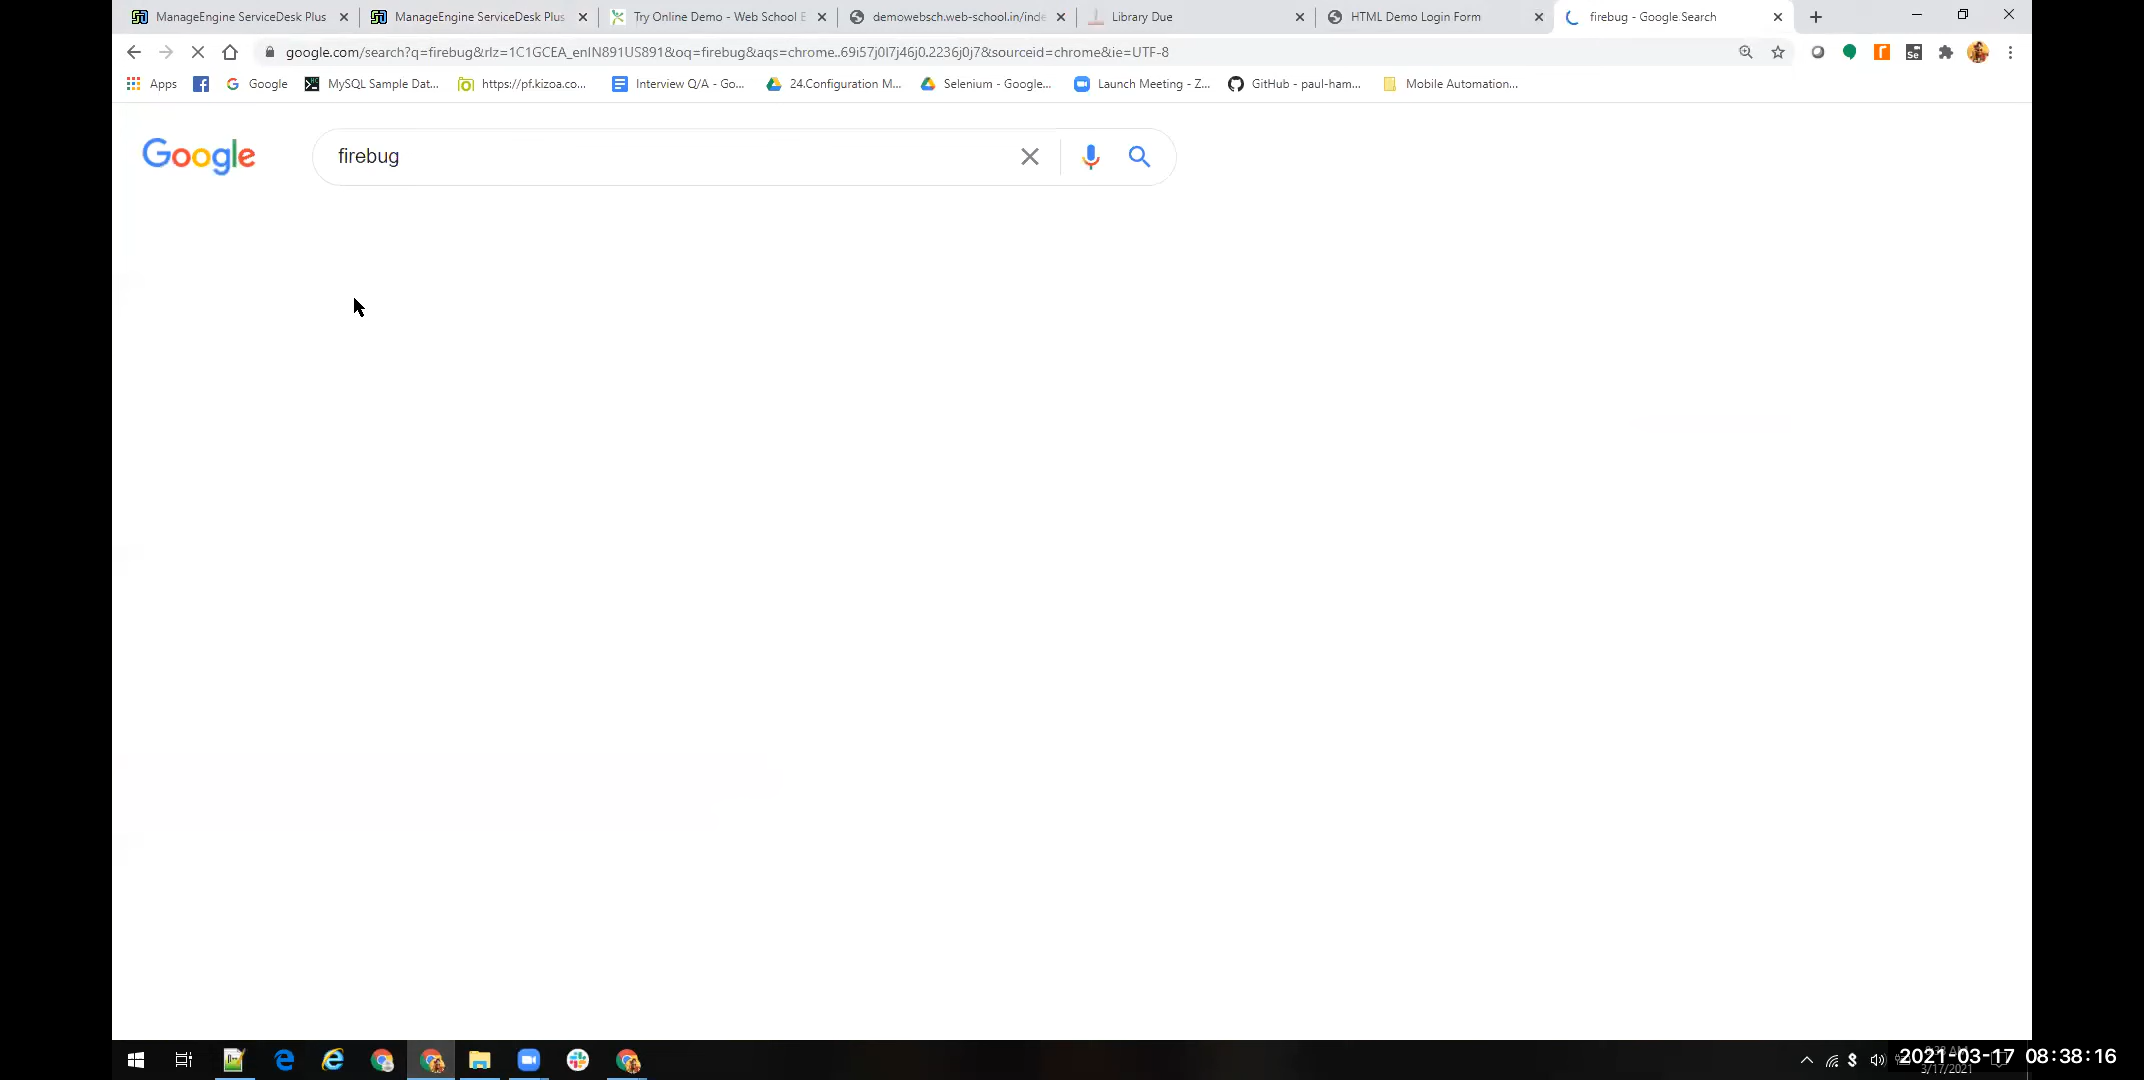 ManageEngine ServiceDesk Plus
ManageEngine ServiceDesk Plus
Try Online Demo - Web School E
demowebsch.web-school.in/inde
Library Due
HTML Demo Login Form
firebug - Google Search
google.com/search?q=firebug&rlz=1C1GCEA_enIN891US891&oq=firebug&aqs=chrome..69i57j0l7j46j0.2236j0j7&sourceid=chrome&ie=UTF-8
Apps
Google
MySQL Sample Dat...
https://pf.kizoa.co...
Interview Q/A - Go...
24.Configuration M...
Selenium - Google...
Launch Meeting - Z...
GitHub - paul-ham...
Mobile Automation...
Google
firebug
2021-03-17 08:38:16
3/17/2021